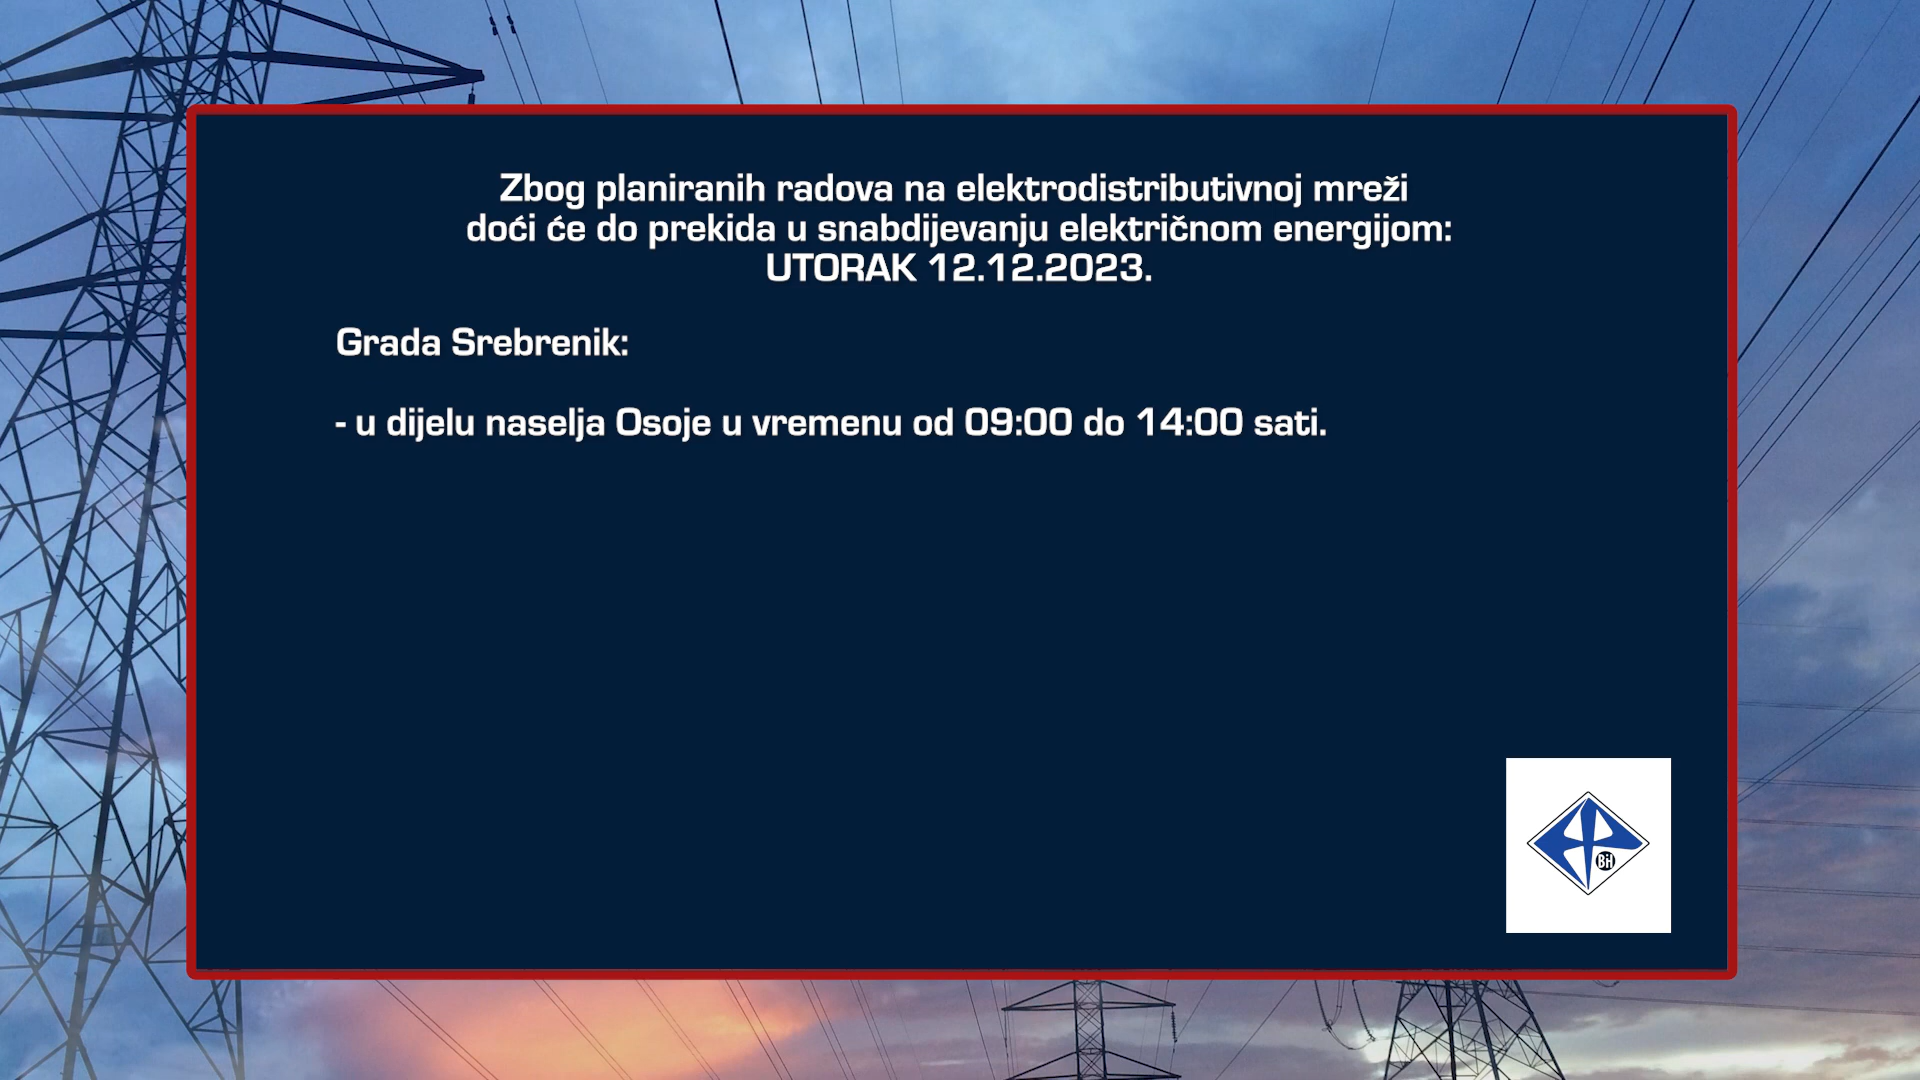 Zbog planiranih radova na elektrodistributivnoj mreži
doći će do prekida u snabdijevanju električnom energijom:
UTORAK 12.12.2023.
Grada Srebrenik:
- u dijelu naselja Osoje u vremenu od 09:00 do 14:00 sati.
BiH